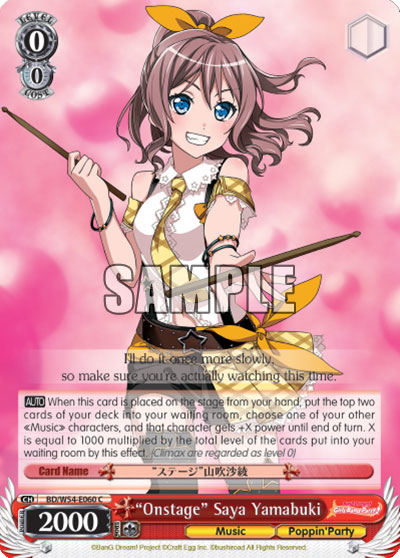 LEVEL
0
0
COST
SAMPLE
I'll do it once more slowly,
so make sure you're actually watching this time.
AUTO When this card is placed on the stage from your hand, put the top two
cards of your deck into your waiting room, choose one of your other
«Music» characters, and that character gets +X power until end of turn. X
is equal to 1000 multiplied by the total level of the cards put into your
waiting room by this effect. (Climax are regarded as level 0)
Card Name "ステージ"山吹沙綾
CH BD/WS4-E060 C
2000
"Onstage" Saya Yamabuki
Music Poppin'Party
©BanG Dream! Project ©Craft Egg Inc. ©bushiroad All Rights Reserved.